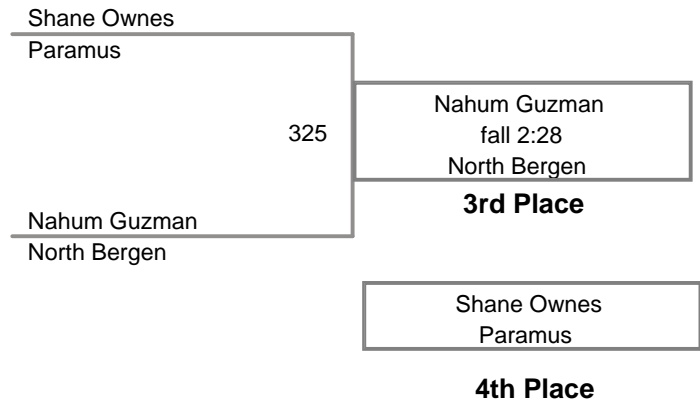 Shane Ownes
Paramus
325
Nahum Guzman
fall 2:28
North Bergen
3rd Place
Nahum Guzman
North Bergen
Shane Ownes
Paramus
4th Place